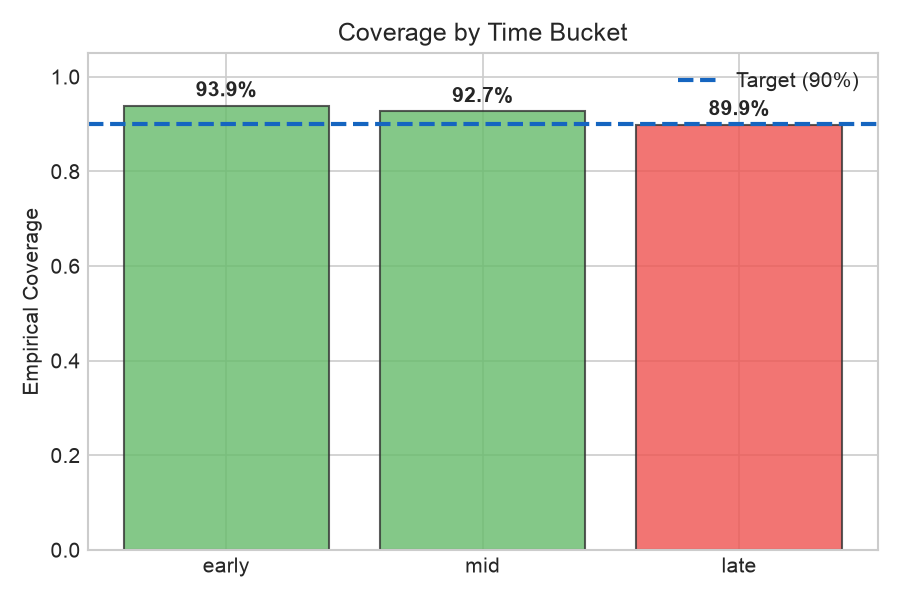 Coverage by Time Bucket
Target (90%)
93.9%
92.7%
89.9%
Empirical Coverage
1.0
0.8
0.6
0.4
0.2
0.0
early
mid
late